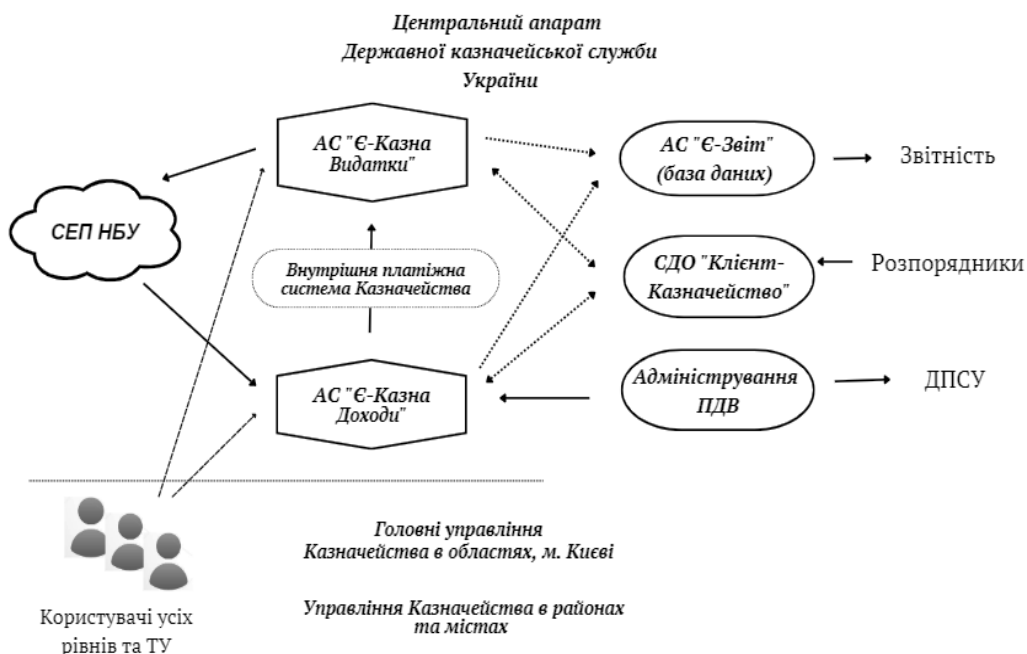 Центральний апарат
Державної казначейської служби
України
АС "Є-Казна
Видатки"
АС "Є-Звіт"
(база даних)
Звітність
СЕП НБУ
Внутрішня платіжна
система Казначейства
СДО "Клієнт-
Казначейство"
Розпорядники
АС "Є-Казна
Доходи"
Адміністрування
ПДВ
ДПСУ
Головні управління
Казначейства в областях, м. Києві
Управління Казначейства в районах
та містах
Користувачі усіх
рівнів та ТУ